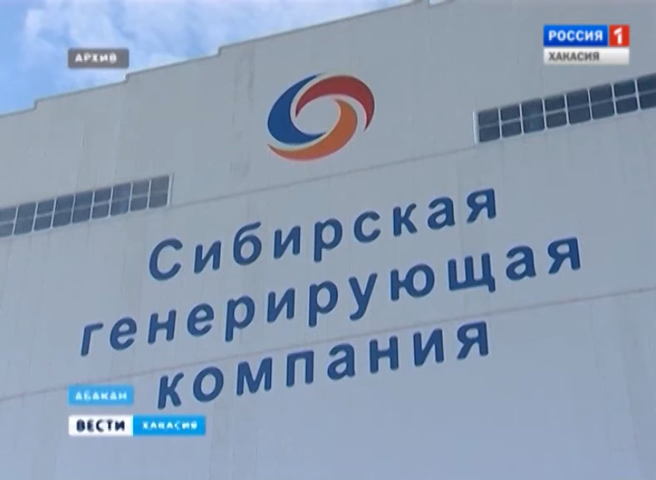 АРХИВ
РОССИЯ 1
ХАКАСИЯ
Сибирская
генерирующая
компания
АБАКАН
ВЕСТИ ХАКАСИЯ